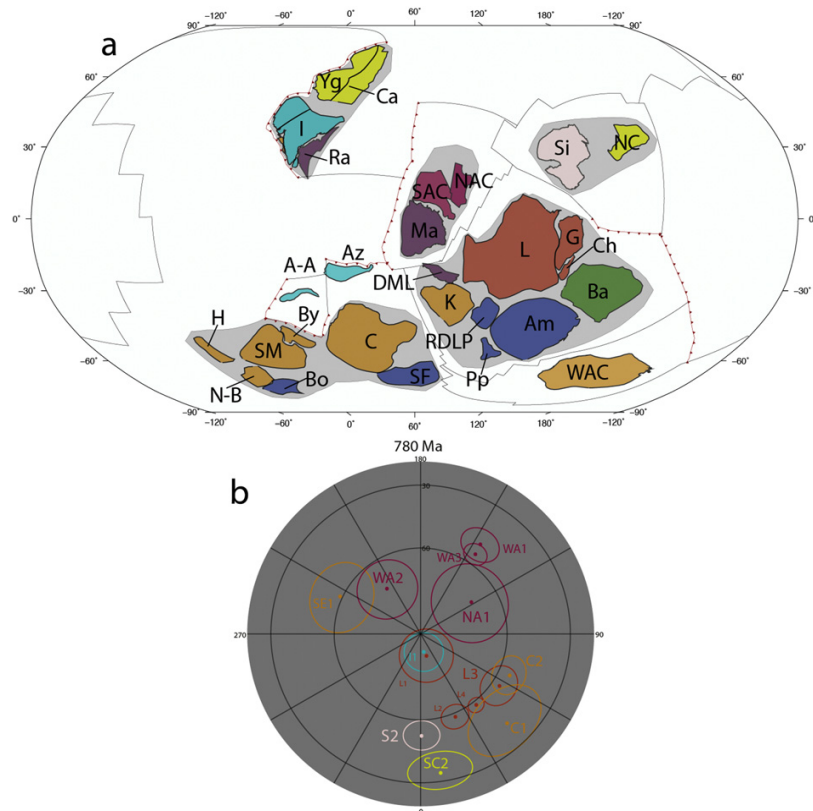 −120˚ −60˚ 0˚ 60˚ 120˚
90˚ 90˚
a
60˚ 60˚
Yg
Ca
30˚ 30˚
I
Ra
Si
NC
SAC
NAC
0˚ 0˚
Ma
L
G
Ch
A-A
Az
DML
−30˚ −30˚
K
Ba
H
By
RDLP
Am
SM
C
−60˚ −60˚
N-B
Bo
SF
Pp
WAC
−90˚ −90˚
−120˚ −60˚ 0˚ 60˚ 120˚ 180˚ −120˚
780 Ma
b
180
30
60
WA1
WA3
WA2
SF1
NA1
270
90
I1
L1
L3
C2
L4
L2
C1
S2
SC2
0